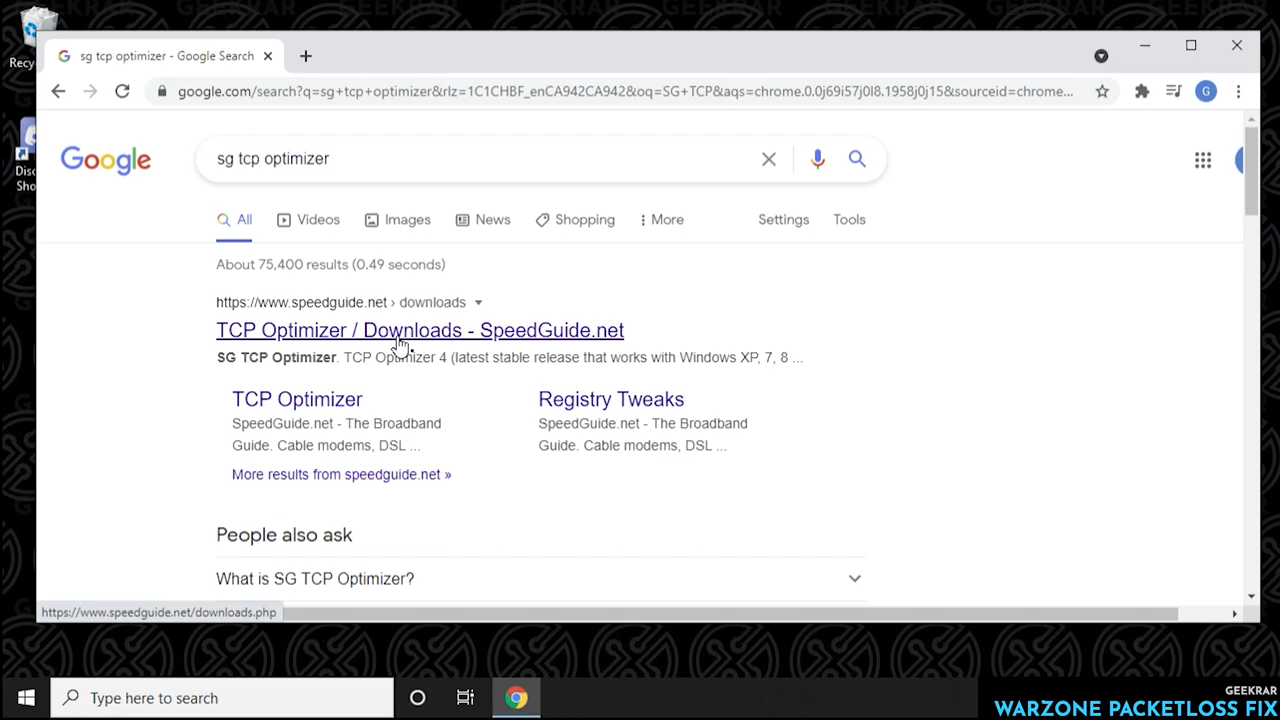 GEEKRAR
Recy
sg tcp optimizer - Google Search
google.com/search?q=sg+tcp+optimizer&rlz=1C1CHBF_enCA942CA942&oq=SG+TCP&aqs=chrome.0.0j69i57j0l8.1958j0j15&sourceid=chrome...
G
Disc
Sho
Google
sg tcp optimizer
All
Videos
Images
News
Shopping
More
Settings
Tools
About 75,400 results (0.49 seconds)
https://www.speedguide.net › downloads
TCP Optimizer / Downloads - SpeedGuide.net
SG TCP Optimizer. TCP Optimizer 4 (latest stable release that works with Windows XP, 7, 8 ...
TCP Optimizer
SpeedGuide.net - The Broadband
Guide. Cable modems, DSL ...
Registry Tweaks
SpeedGuide.net - The Broadband
Guide. Cable modems, DSL ...
More results from speedguide.net »
People also ask
What is SG TCP Optimizer?
https://www.speedguide.net/downloads.php
Type here to search
GEEKRAR
WARZONE PACKETLOSS FIX